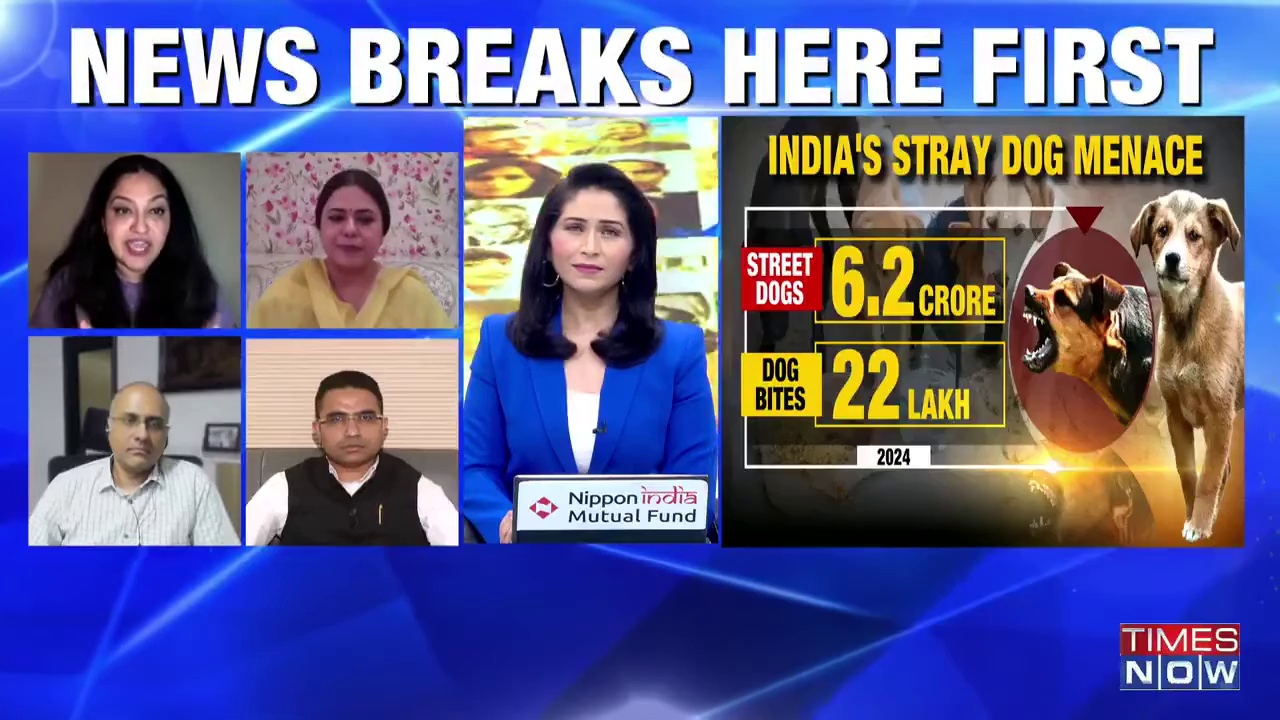 NEWS BREAKS HERE FIRST
INDIA'S STRAY DOG MENACE
STREET
DOGS
6.2 CRORE
DOG
BITES
22 LAKH
2024
Nippon india
Mutual Fund
TIMES
NOW